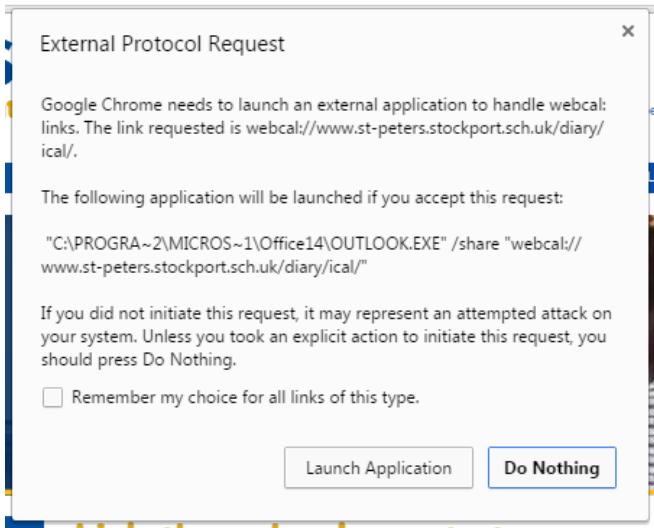 External Protocol Request
×
Google Chrome needs to launch an external application to handle webcal:
links. The link requested is webcal://www.st-peters.stockport.sch.uk/diary/
ical/.
The following application will be launched if you accept this request:
"C:\PROGRA~2\MICROS~1\Office14\OUTLOOK.EXE" /share "webcal://
www.st-peters.stockport.sch.uk/diary/ical/"
If you did not initiate this request, it may represent an attempted attack on
your system. Unless you took an explicit action to initiate this request, you
should press Do Nothing.
Remember my choice for all links of this type.
Launch Application
Do Nothing